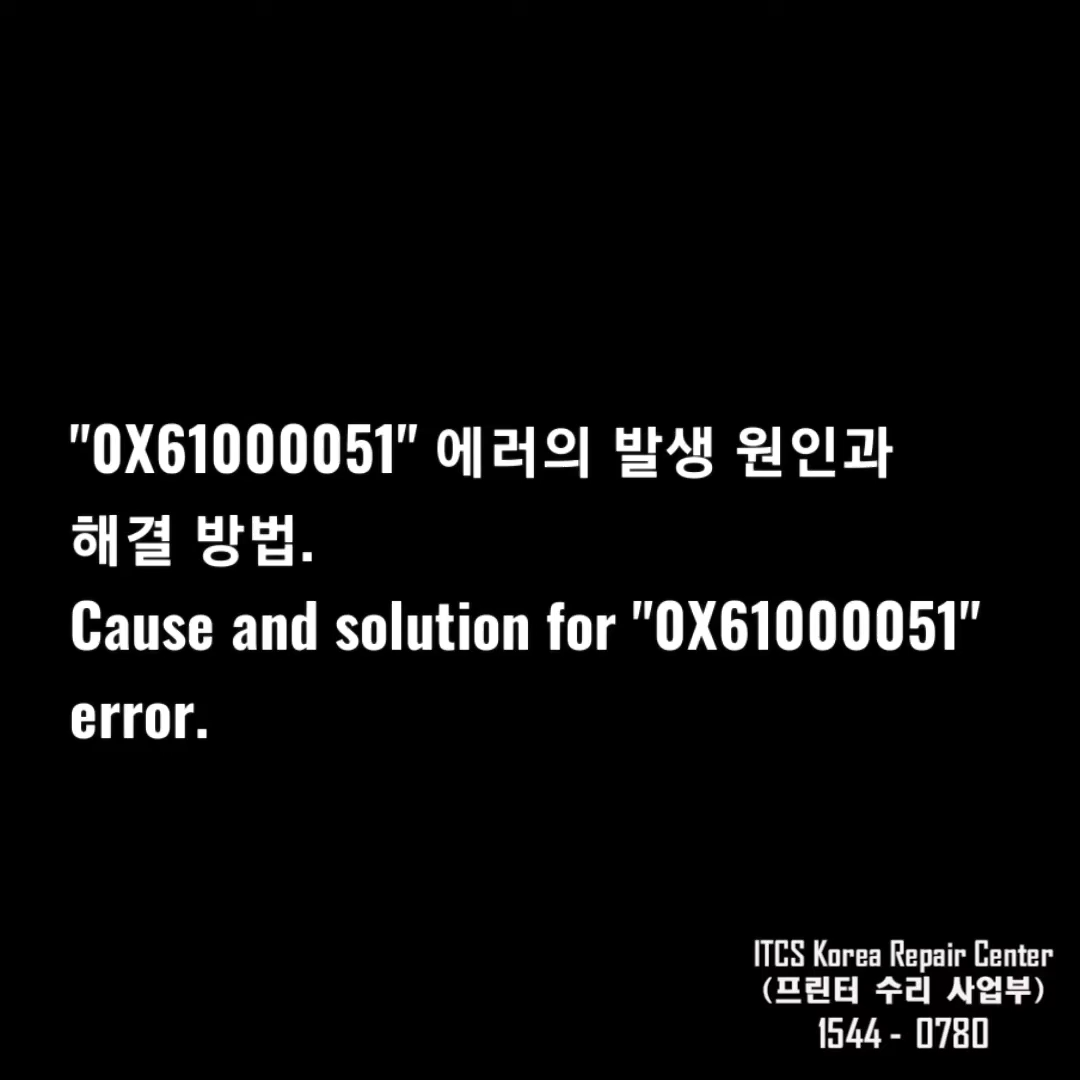 "0X61000051" 에러의 발생 원인과
해결 방법.
Cause and solution for "0X61000051"
error.
ITCS Korea Repair Center
(프린터 수리 사업부)
1544 - 0780